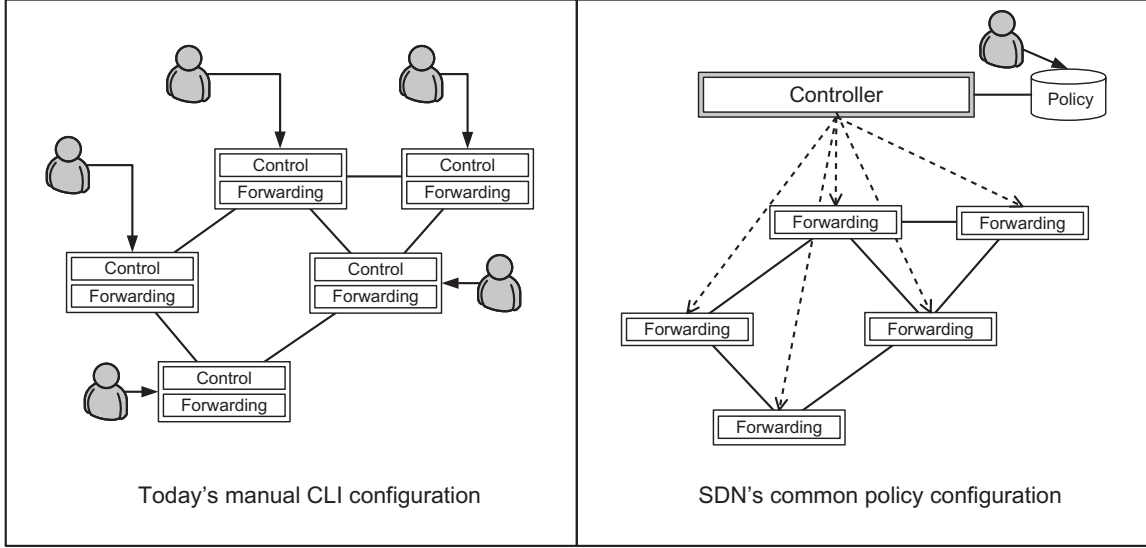 Control
Forwarding
Control
Forwarding
Control
Forwarding
Control
Forwarding
Control
Forwarding
Today's manual CLI configuration
Controller
Policy
Forwarding
Forwarding
Forwarding
Forwarding
Forwarding
SDN's common policy configuration